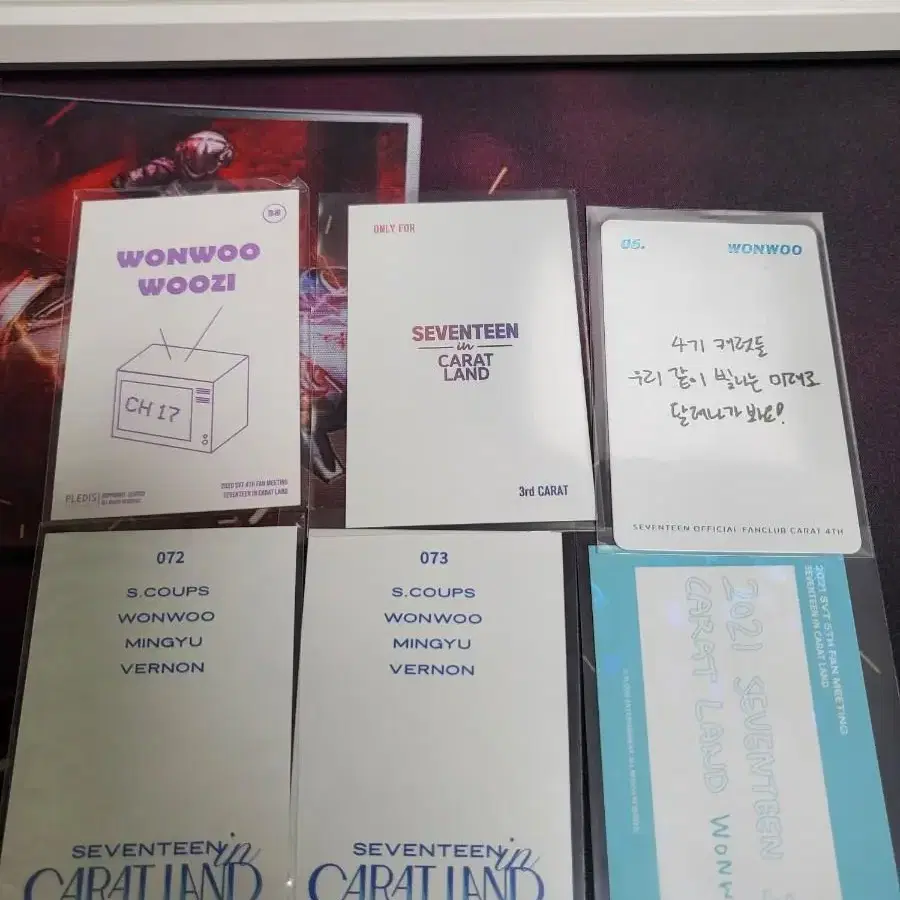 38
WONWOO
WOOZI
CH 17
PLEDIS
2020 SVT 4TH FAN MEETING
SEVENTEEN IN CARAT LAND
ONLY FOR
SEVENTEEN
in
CARAT
LAND
3rd CARAT
05.
WONWOO
4기 캐럿들
우리 같이 빛나는 미래로
달려나가 봐요!
SEVENTEEN OFFICIAL FANCLUB CARAT 4TH
072
S.COUPS
WONWOO
MINGYU
VERNON
SEVENTEEN in
CARAT LAND
073
S.COUPS
WONWOO
MINGYU
VERNON
SEVENTEEN in
CARAT LAND
2021 SVT 5TH FAN MEETING
SEVENTEEN IN CARAT LAND
2021 SEVENTEEN
CARAT LAND